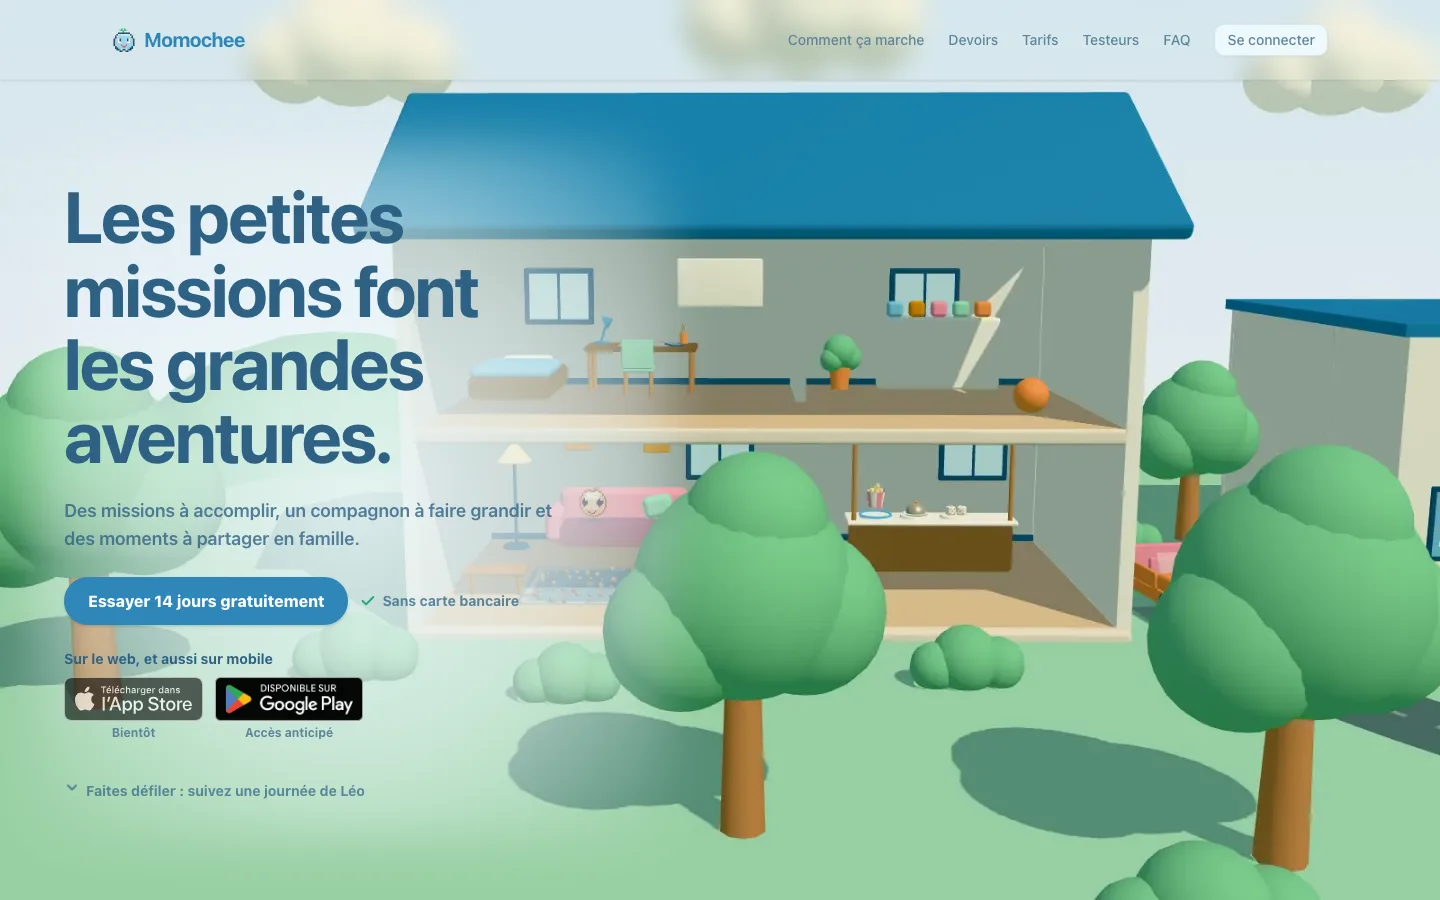 Momochee
Comment ça marche
Devoirs
Tarifs
Testeurs
FAQ
Se connecter
Les petites
missions font
les grandes
aventures.
Des missions à accomplir, un compagnon à faire grandir et
des moments à partager en famille.
Essayer 14 jours gratuitement
Sans carte bancaire
Sur le web, et aussi sur mobile
Télécharger dans
l'App Store
DISPONIBLE SUR
Google Play
Bientôt
Accès anticipé
Faites défiler : suivez une journée de Léo